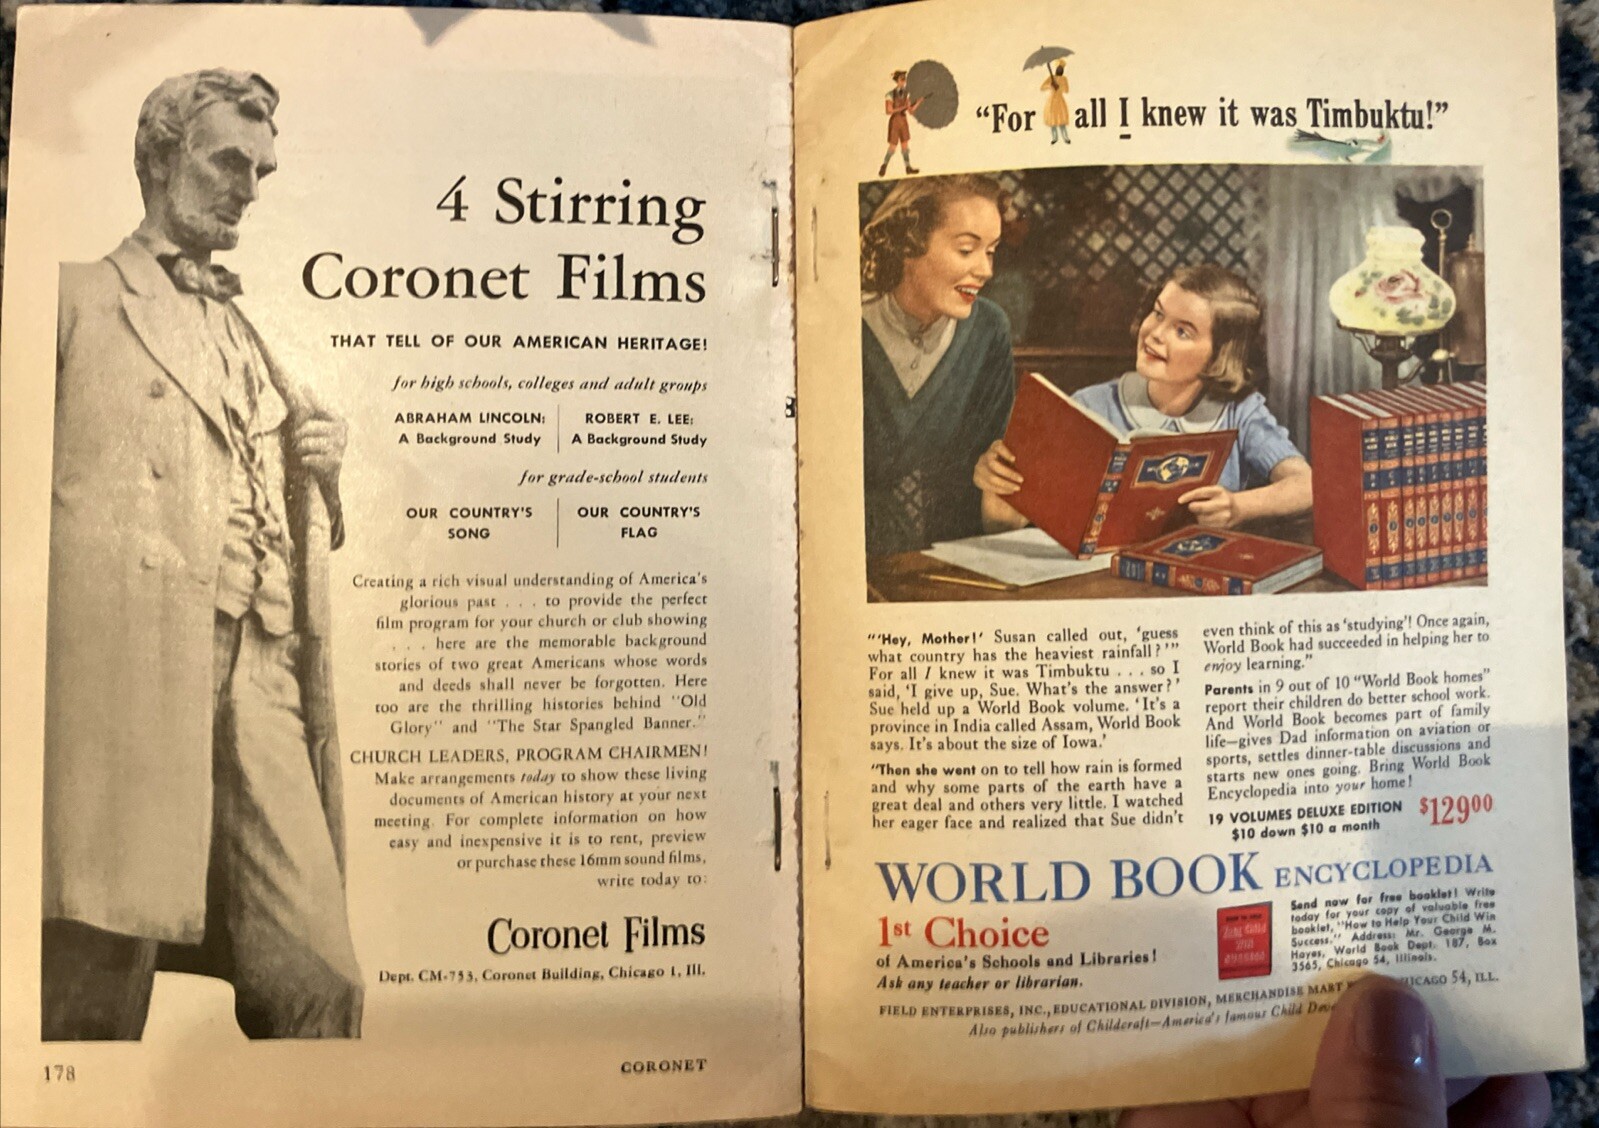 4 Stirring
Coronet Films
THAT TELL OF OUR AMERICAN HERITAGE!
for high schools, colleges and adult groups
ABRAHAM LINCOLN:
A Background Study
ROBERT E. LEE:
A Background Study
for grade-school students
OUR COUNTRY'S
SONG
OUR COUNTRY'S
FLAG
Creating a rich visual understanding of America's
glorious past . . . to provide the perfect
film program for your church or club showing
. . . here are the memorable background
stories of two great Americans whose words
and deeds shall never be forgotten. Here
too are the thrilling histories behind "Old
Glory" and "The Star Spangled Banner."
CHURCH LEADERS, PROGRAM CHAIRMEN!
Make arrangements today to show these living
documents of American history at your next
meeting. For complete information on how
easy and inexpensive it is to rent, preview
or purchase these 16mm sound films,
write today to:
Coronet Films
Dept. CM-753, Coronet Building, Chicago 1, Ill.
178
CORONET
"For all I knew it was Timbuktu!"
"'Hey, Mother!' Susan called out, 'guess
what country has the heaviest rainfall?'"
For all I knew it was Timbuktu . . . so I
said, 'I give up, Sue. What's the answer?'
Sue held up a World Book volume. 'It's a
province in India called Assam, World Book
says. It's about the size of Iowa.'
"Then she went on to tell how rain is formed
and why some parts of the earth have a
great deal and others very little. I watched
her eager face and realized that Sue didn't
even think of this as 'studying'! Once again,
World Book had succeeded in helping her to
enjoy learning."
Parents in 9 out of 10 "World Book homes"
report their children do better school work.
And World Book becomes part of family
life—gives Dad information on aviation or
sports, settles dinner-table discussions and
starts new ones going. Bring World Book
Encyclopedia into your home!
19 VOLUMES DELUXE EDITION
$10 down $10 a month
$129.00
WORLD BOOK ENCYCLOPEDIA
1st Choice
of America's Schools and Libraries!
Ask any teacher or librarian.
Send now for free booklet! Write
today for your copy of valuable free
booklet, "How to Help Your Child Win
Success." Address: Mr. George M.
Hayes, World Book Dept. 187, Box
3565, Chicago 54, Illinois.
FIELD ENTERPRISES, INC., EDUCATIONAL DIVISION, MERCHANDISE MART CHICAGO 54, ILL.
Also publishers of Childcraft—America's famous Child